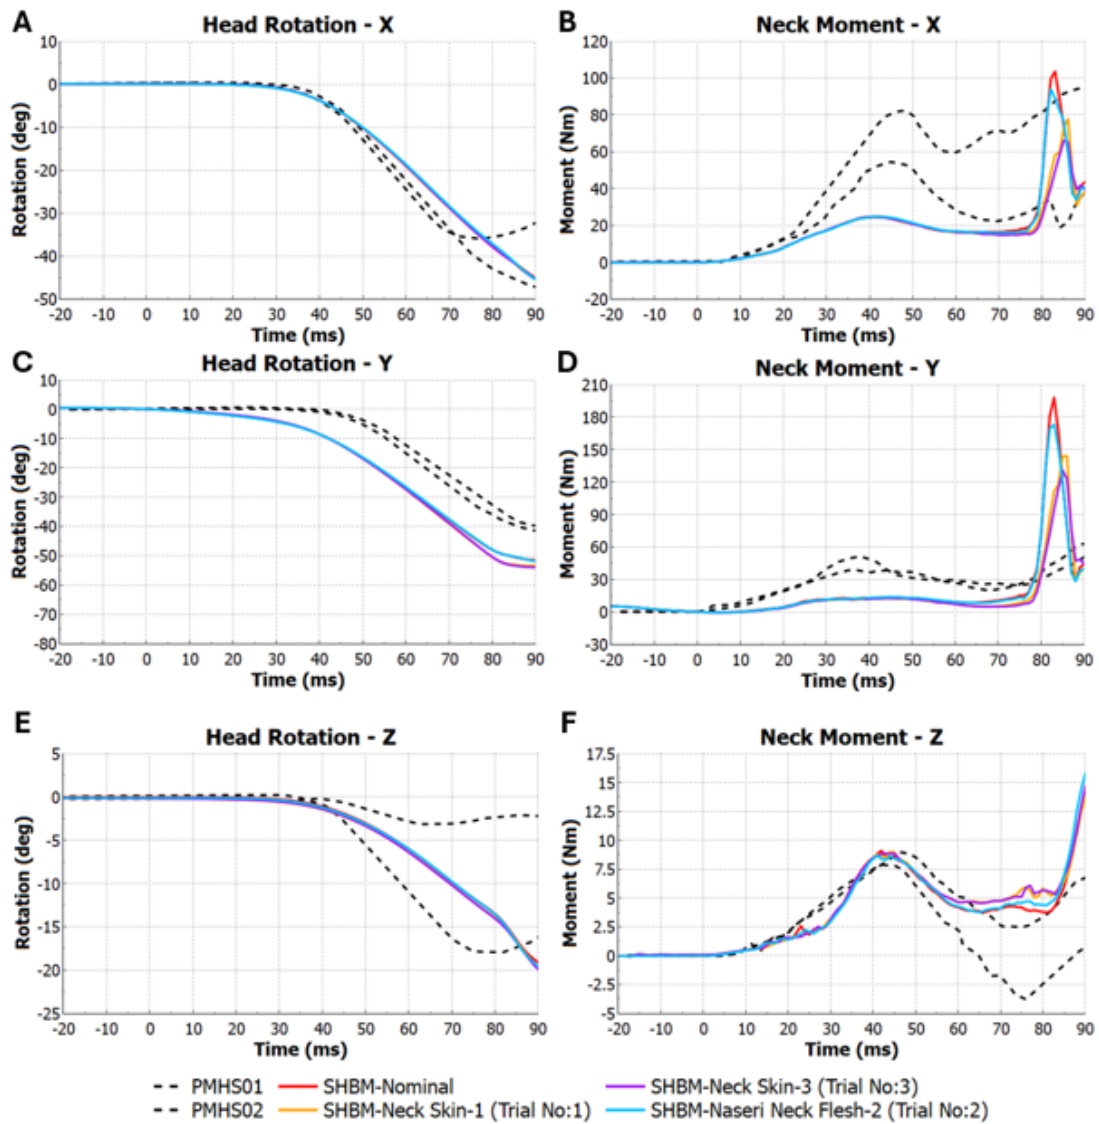 A
Head Rotation - X
Rotation (deg)
10
0
-10
-20
-30
-40
-50
-20 -10 0 10 20 30 40 50 60 70 80 90
Time (ms)
B
Neck Moment - X
Moment (Nm)
120
100
80
60
40
20
0
-20
-20 -10 0 10 20 30 40 50 60 70 80 90
Time (ms)
C
Head Rotation - Y
Rotation (deg)
10
0
-10
-20
-30
-40
-50
-60
-70
-80
-20 -10 0 10 20 30 40 50 60 70 80 90
Time (ms)
D
Neck Moment - Y
Moment (Nm)
210
180
150
120
90
60
30
0
-30
-20 -10 0 10 20 30 40 50 60 70 80 90
Time (ms)
E
Head Rotation - Z
Rotation (deg)
5
0
-5
-10
-15
-20
-25
-20 -10 0 10 20 30 40 50 60 70 80 90
Time (ms)
F
Neck Moment - Z
Moment (Nm)
17.5
15
12.5
10
7.5
5
2.5
0
-2.5
-5
-20 -10 0 10 20 30 40 50 60 70 80 90
Time (ms)
PMHS01 SHBM-Nominal SHBM-Neck Skin-3 (Trial No:3)
PMHS02 SHBM-Neck Skin-1 (Trial No:1) SHBM-Naseri Neck Flesh-2 (Trial No:2)